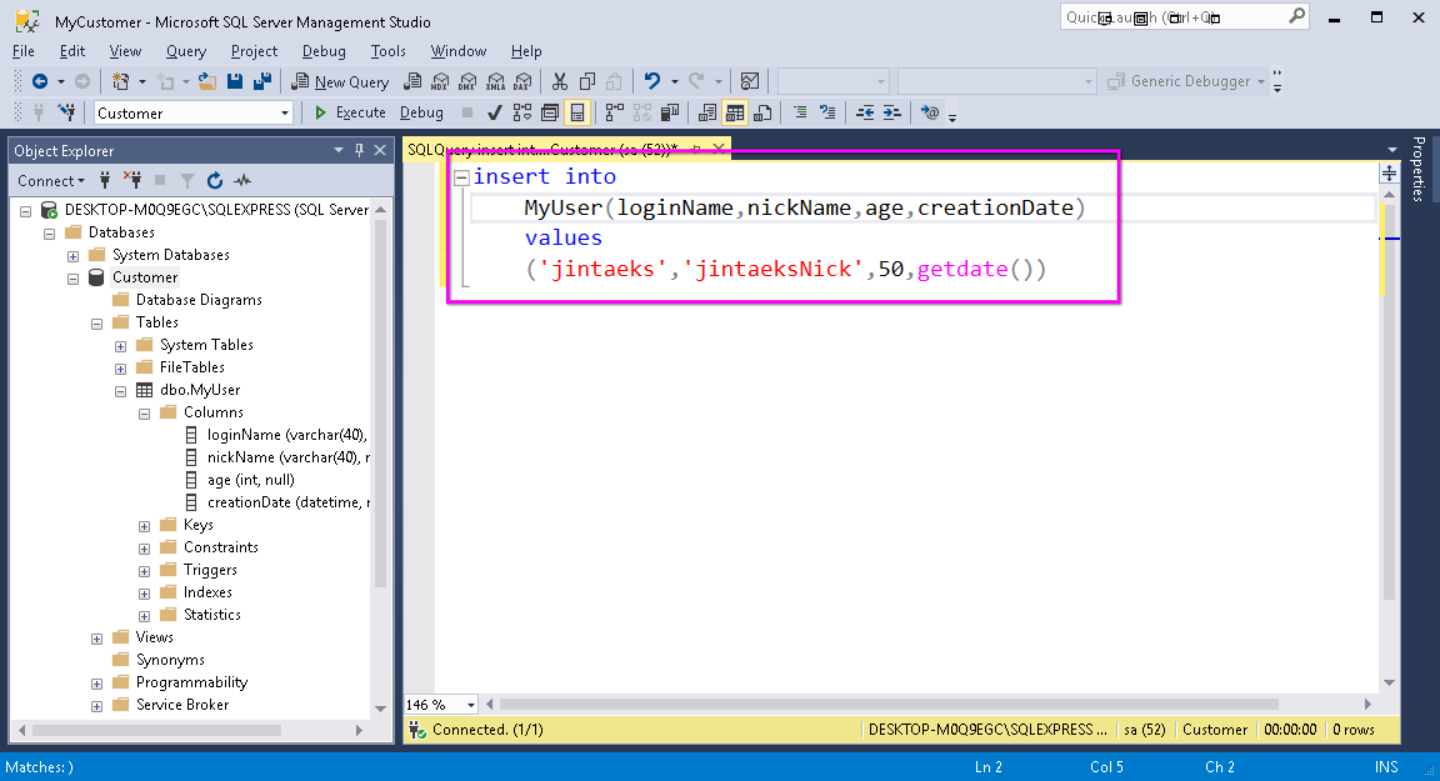 MyCustomer - Microsoft SQL Server Management Studio
File Edit View Query Project Debug Tools Window Help
New Query MDX DMX XMLA DAX Generic Debugger
Customer Execute Debug
Object Explorer
Connect
DESKTOP-M0Q9EGC\SQLEXPRESS (SQL Server
Databases
System Databases
Customer
Database Diagrams
Tables
System Tables
FileTables
dbo.MyUser
Columns
loginName (varchar(40),
nickName (varchar(40), r
age (int, null)
creationDate (datetime, r
Keys
Constraints
Triggers
Indexes
Statistics
Views
Synonyms
Programmability
Service Broker
SQLQuery insert int....Customer (sa (52))*
insert into
MyUser(loginName,nickName,age,creationDate)
values
('jintaeks','jintaeksNick',50,getdate())
Properties
146 %
Connected. (1/1) DESKTOP-M0Q9EGC\SQLEXPRESS ... sa (52) Customer 00:00:00 0 rows
Matches: ) Ln 2 Col 5 Ch 2 INS